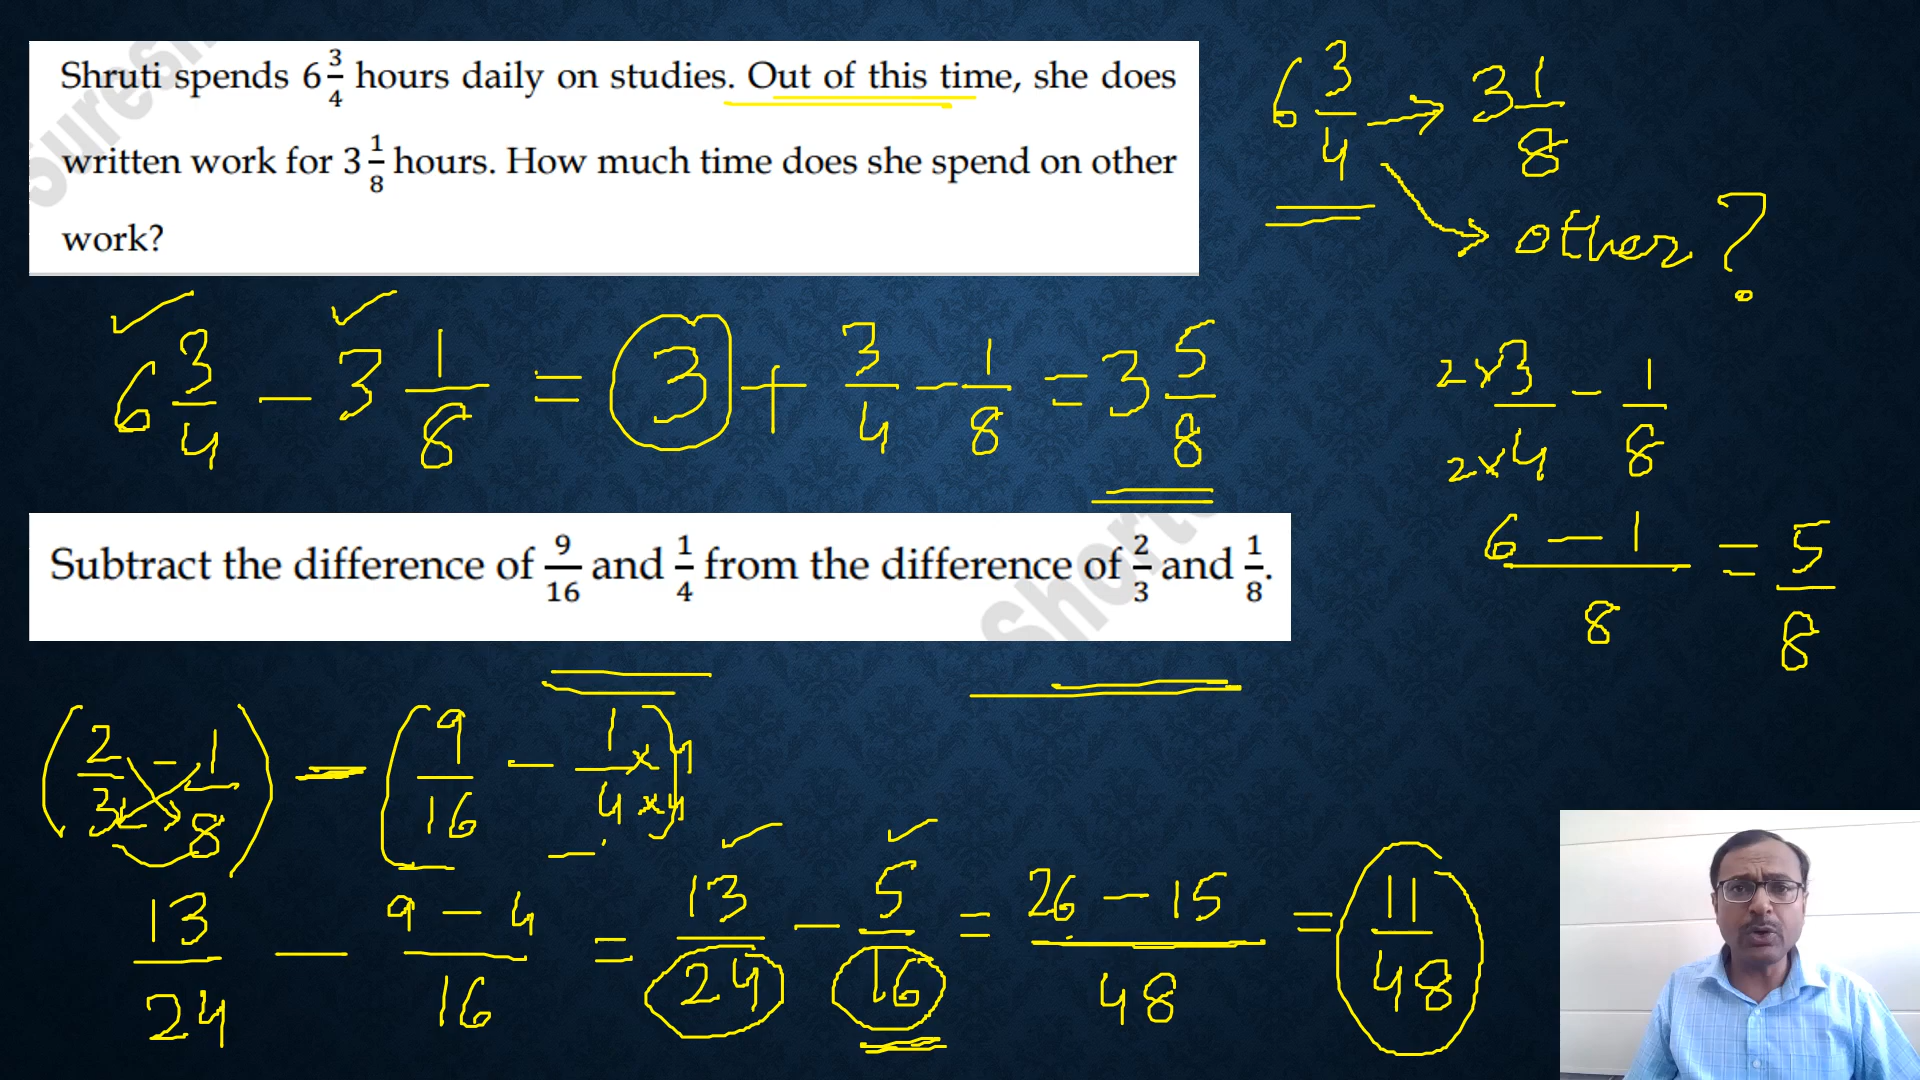 Shruti spends 6 3/4 hours daily on studies. Out of this time, she does
written work for 3 1/8 hours. How much time does she spend on other
work?
6 3/4 → 3 1/8
→ other ?
6 3/4 - 3 1/8 = 3 + 3/4 - 1/8 = 3 5/8
2×3/2×4 - 1/8
6 - 1/8 = 5/8
Subtract the difference of 9/16 and 1/4 from the difference of 2/3 and 1/8.
(2/3 - 1/8) - (9/16 - 1×4/4×4)
13/24 - 9 - 4/16 = 13/24 - 5/16 = 26 - 15/48 = 11/48
Suresh
Short